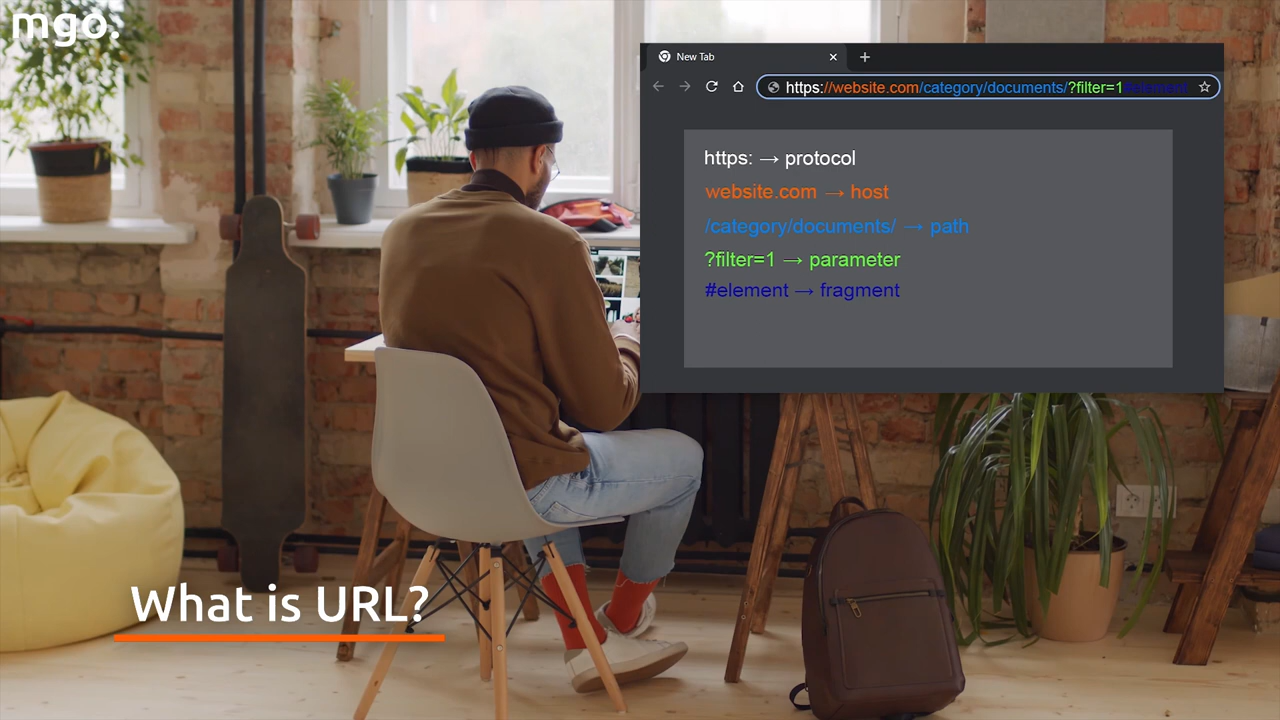 mgo.
New Tab
https://website.com/category/documents/?filter=1#element
https: → protocol
website.com → host
/category/documents/ → path
?filter=1 → parameter
#element → fragment
What is URL?